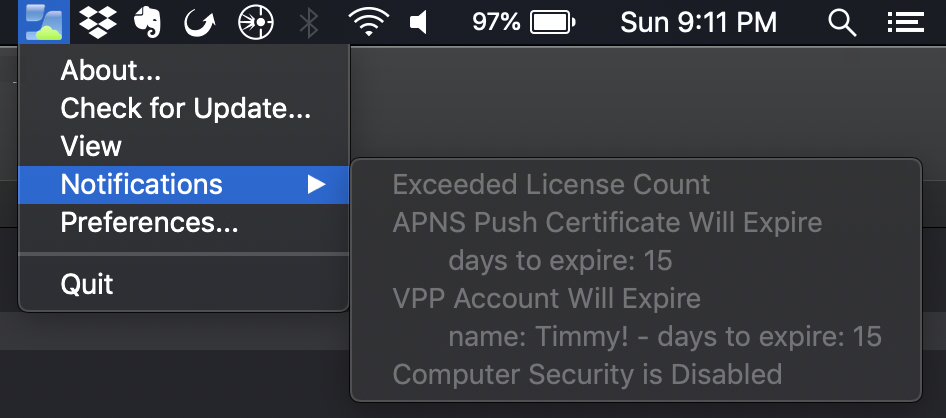 97%
Sun 9:11 PM
About...
Check for Update...
View
Notifications
Preferences...
Quit
Exceeded License Count
APNS Push Certificate Will Expire
days to expire: 15
VPP Account Will Expire
name: Timmy! - days to expire: 15
Computer Security is Disabled